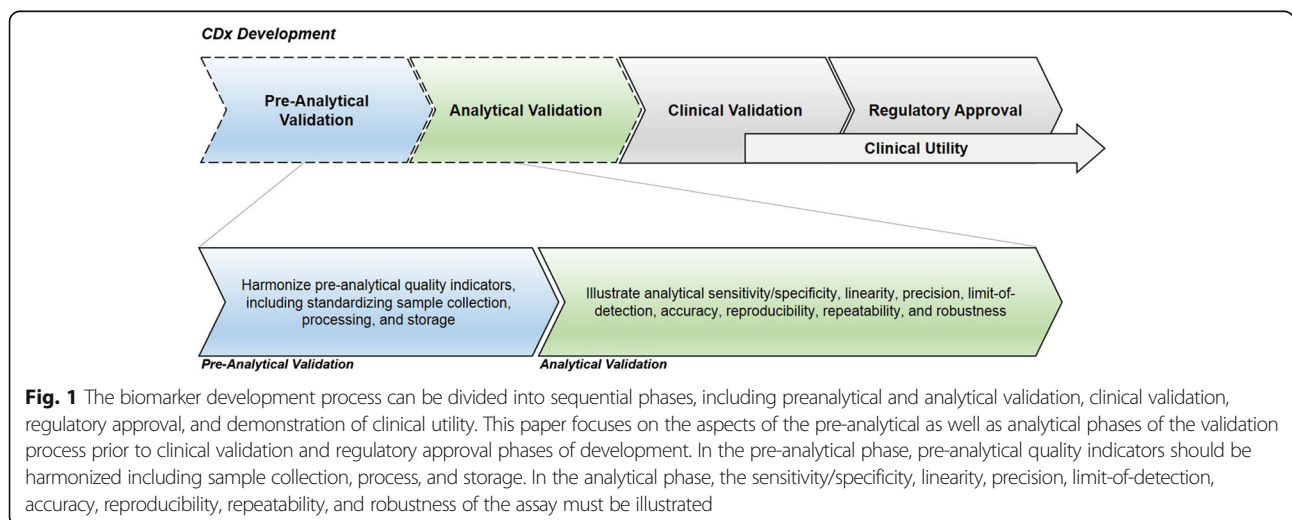 CDx Development
Pre-Analytical
Validation
Analytical Validation
Clinical Validation
Regulatory Approval
Clinical Utility
Harmonize pre-analytical quality indicators,
including standardizing sample collection,
processing, and storage
Illustrate analytical sensitivity/specificity, linearity, precision, limit-of-
detection, accuracy, reproducibility, repeatability, and robustness
Pre-Analytical Validation
Analytical Validation
Fig. 1 The biomarker development process can be divided into sequential phases, including preanalytical and analytical validation, clinical validation,
regulatory approval, and demonstration of clinical utility. This paper focuses on the aspects of the pre-analytical as well as analytical phases of the validation
process prior to clinical validation and regulatory approval phases of development. In the pre-analytical phase, pre-analytical quality indicators should be
harmonized including sample collection, process, and storage. In the analytical phase, the sensitivity/specificity, linearity, precision, limit-of-detection,
accuracy, reproducibility, repeatability, and robustness of the assay must be illustrated